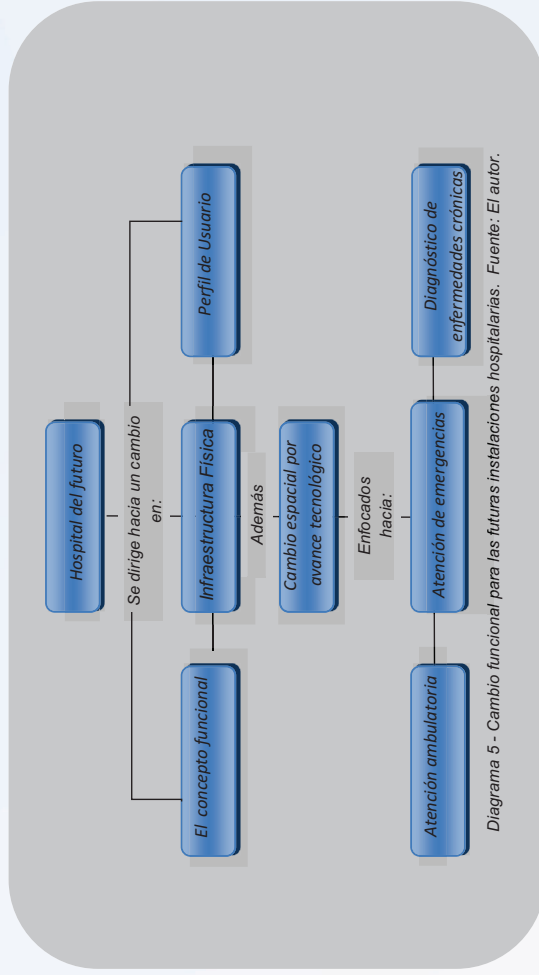 Hospital del futuro
Se dirige hacia un cambio
en:
El concepto funcional
Infraestructura Física
Perfil de Usuario
Además
Cambio espacial por
avance tecnológico
Enfocados
hacia:
Atención ambulatoria
Atención de emergencias
Diagnóstico de
enfermedades crónicas
Diagrama 5 - Cambio funcional para las futuras instalaciones hospitalarias. Fuente: El autor.